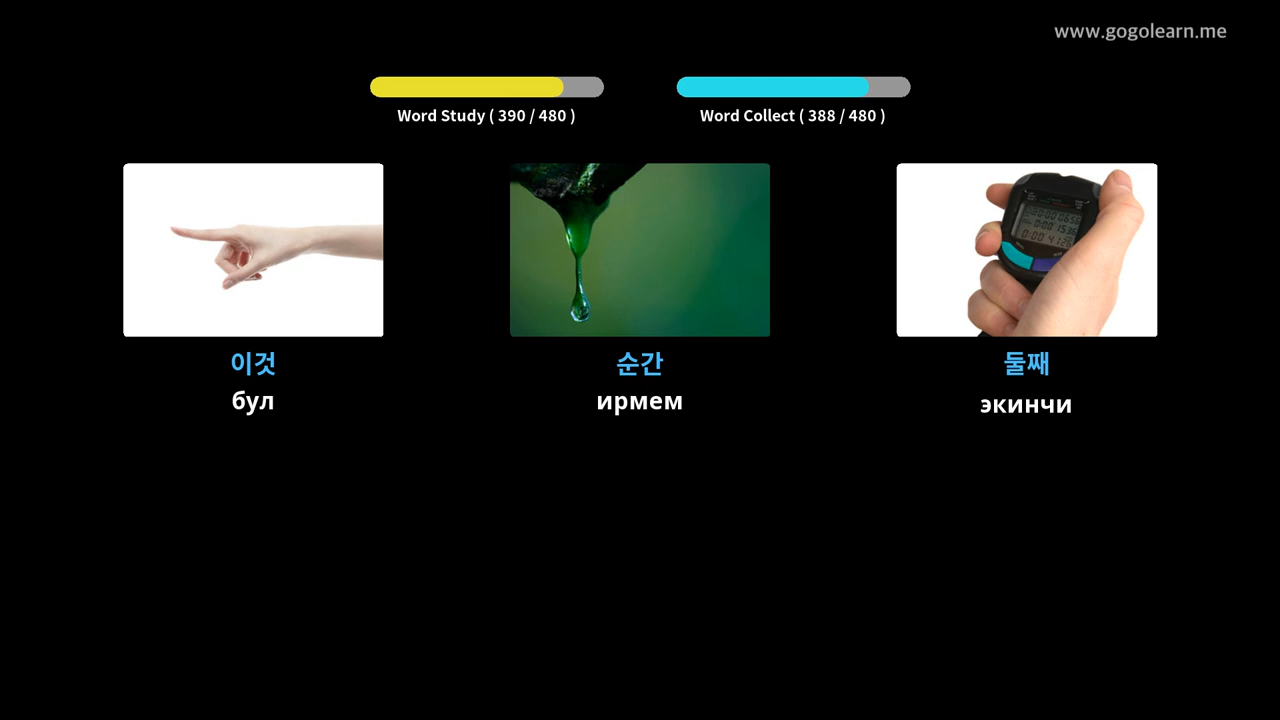 www.gogolearn.me
Word Study ( 390 / 480 )
Word Collect ( 388 / 480 )
이것
순간
둘째
бул
ирмем
экинчи